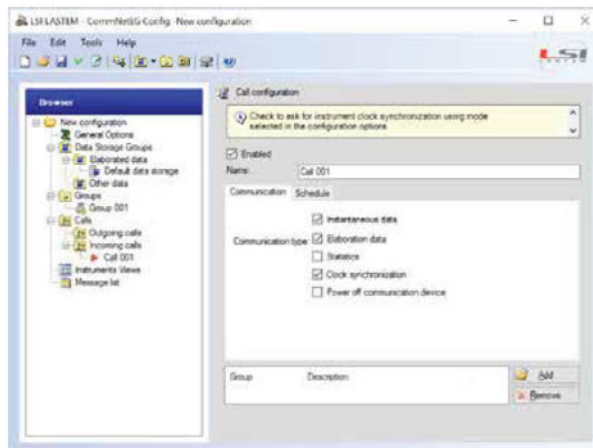 LSI LASTEM - CommNetEG-Config -New configuration
File Edit Tools Help
LSI
LASTEM
Browser
New configuration
General Options
Data Storage Groups
Elaborated data
Default data storage
Other data
Groups
Group 001
Calls
Outgoing calls
Incoming calls
Call 001
Instruments Views
Message list
Call configuration
Check to ask for instrument clock synchronization using mode
selected in the configuration options
Enabled
Name: Call 001
Communication Schedule
Instantaneous data
Communication type: Elaboration data
Statistics
Clock synchronization
Power off communication device
Group Description
Add
Remove